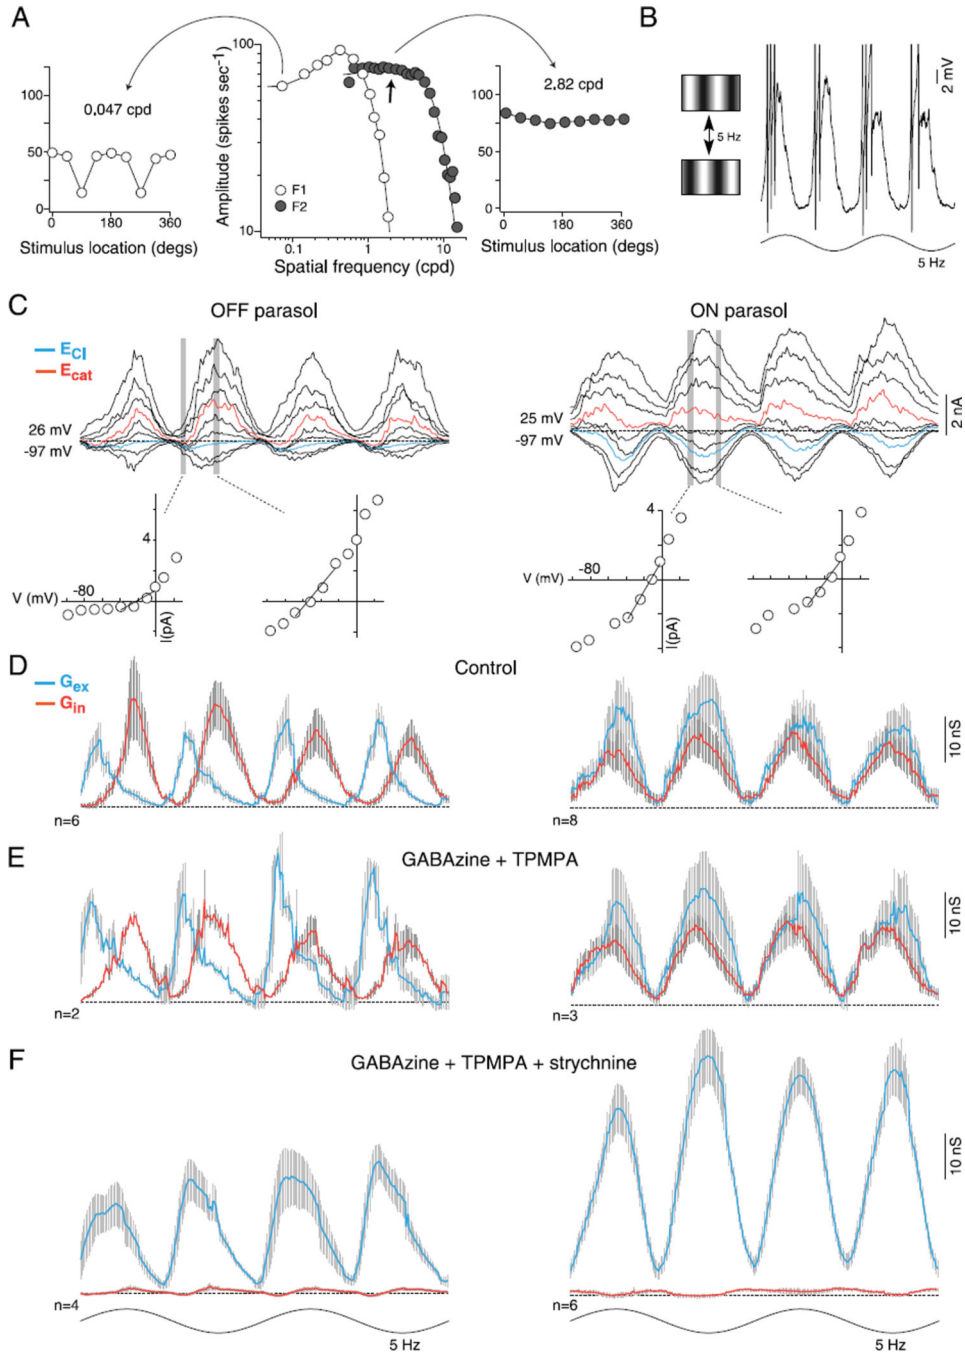 A
B
100
50
0
0.047 cpd
0 180 360
Stimulus location (degs)
Amplitude (spikes sec⁻¹)
100
10
F1
F2
0.1 1 10
Spatial frequency (cpd)
100
50
0
2.82 cpd
0 180 360
Stimulus location (degs)
5 Hz
2 mV
5 Hz
C
OFF parasol
ON parasol
E_Cl
E_cat
26 mV
-97 mV
25 mV
-97 mV
2 nA
4
V (mV) -80
I(pA)
4
V (mV) -80
I(pA)
D
Control
G_ex
G_in
n=6
n=8
10 nS
E
GABAzine + TPMPA
n=2
n=3
10 nS
F
GABAzine + TPMPA + strychnine
n=4
n=6
10 nS
5 Hz
5 Hz